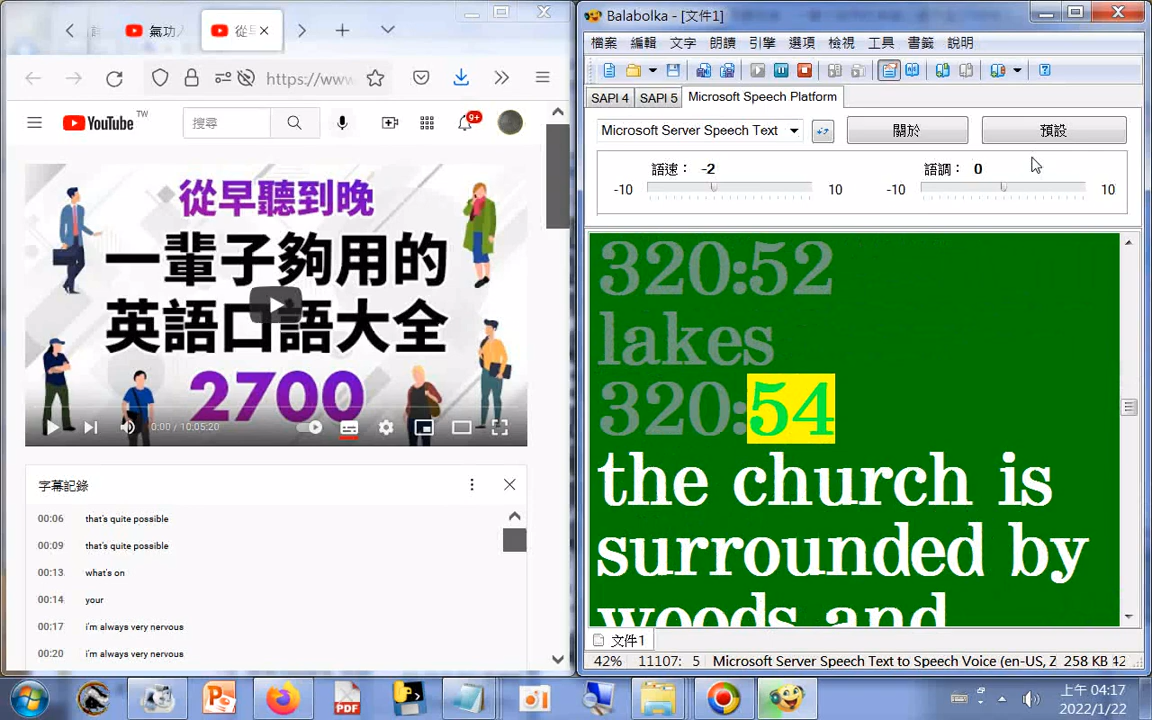 氣功
從
https://www
YouTube TW
搜尋
9+
從早聽到晚
一輩子夠用的
英語口語大全
2700
0:00 / 10:05:20
字幕記錄
00:06 that's quite possible
00:09 that's quite possible
00:13 what's on
00:14 your
00:17 i'm always very nervous
00:20 i'm always very nervous
Balabolka - [文件1]
檔案 編輯 文字 朗讀 引擎 選項 檢視 工具 書籤 說明
SAPI 4 SAPI 5 Microsoft Speech Platform
Microsoft Server Speech Text 關於 預設
語速： -2 語調： 0
-10 10 -10 10
320:52
lakes
320:54
the church is
surrounded by
woods and
文件1
42% 11107: 5 Microsoft Server Speech Text to Speech Voice (en-US, Z 258 KB 42
PDF
上午 04:17
2022/1/22